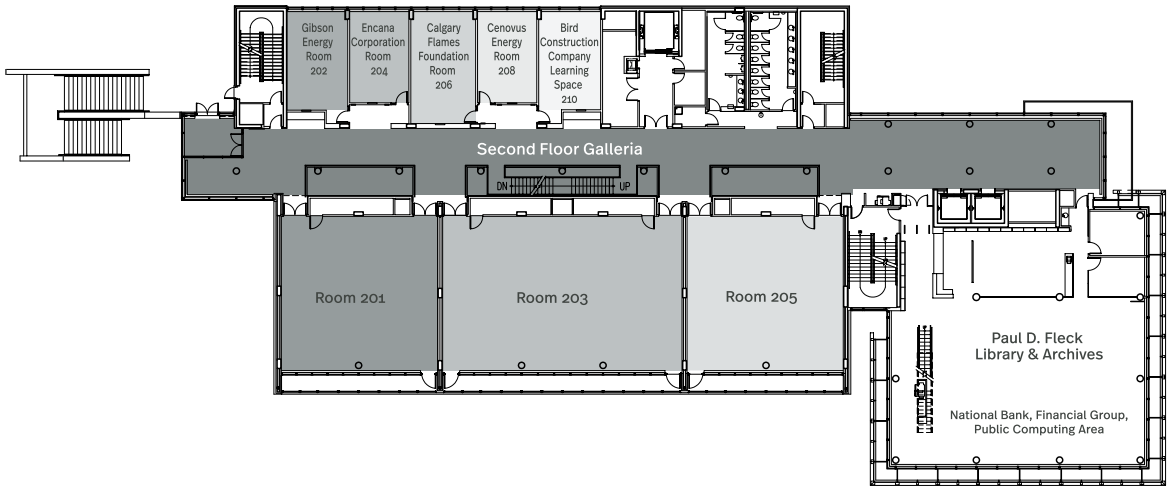 Gibson
Energy
Room
202
Encana
Corporation
Room
204
Calgary
Flames
Foundation
Room
206
Cenovus
Energy
Room
208
Bird
Construction
Company
Learning
Space
210
Second Floor Galleria
DN
UP
Room 201
Room 203
Room 205
Paul D. Fleck
Library & Archives
National Bank, Financial Group,
Public Computing Area